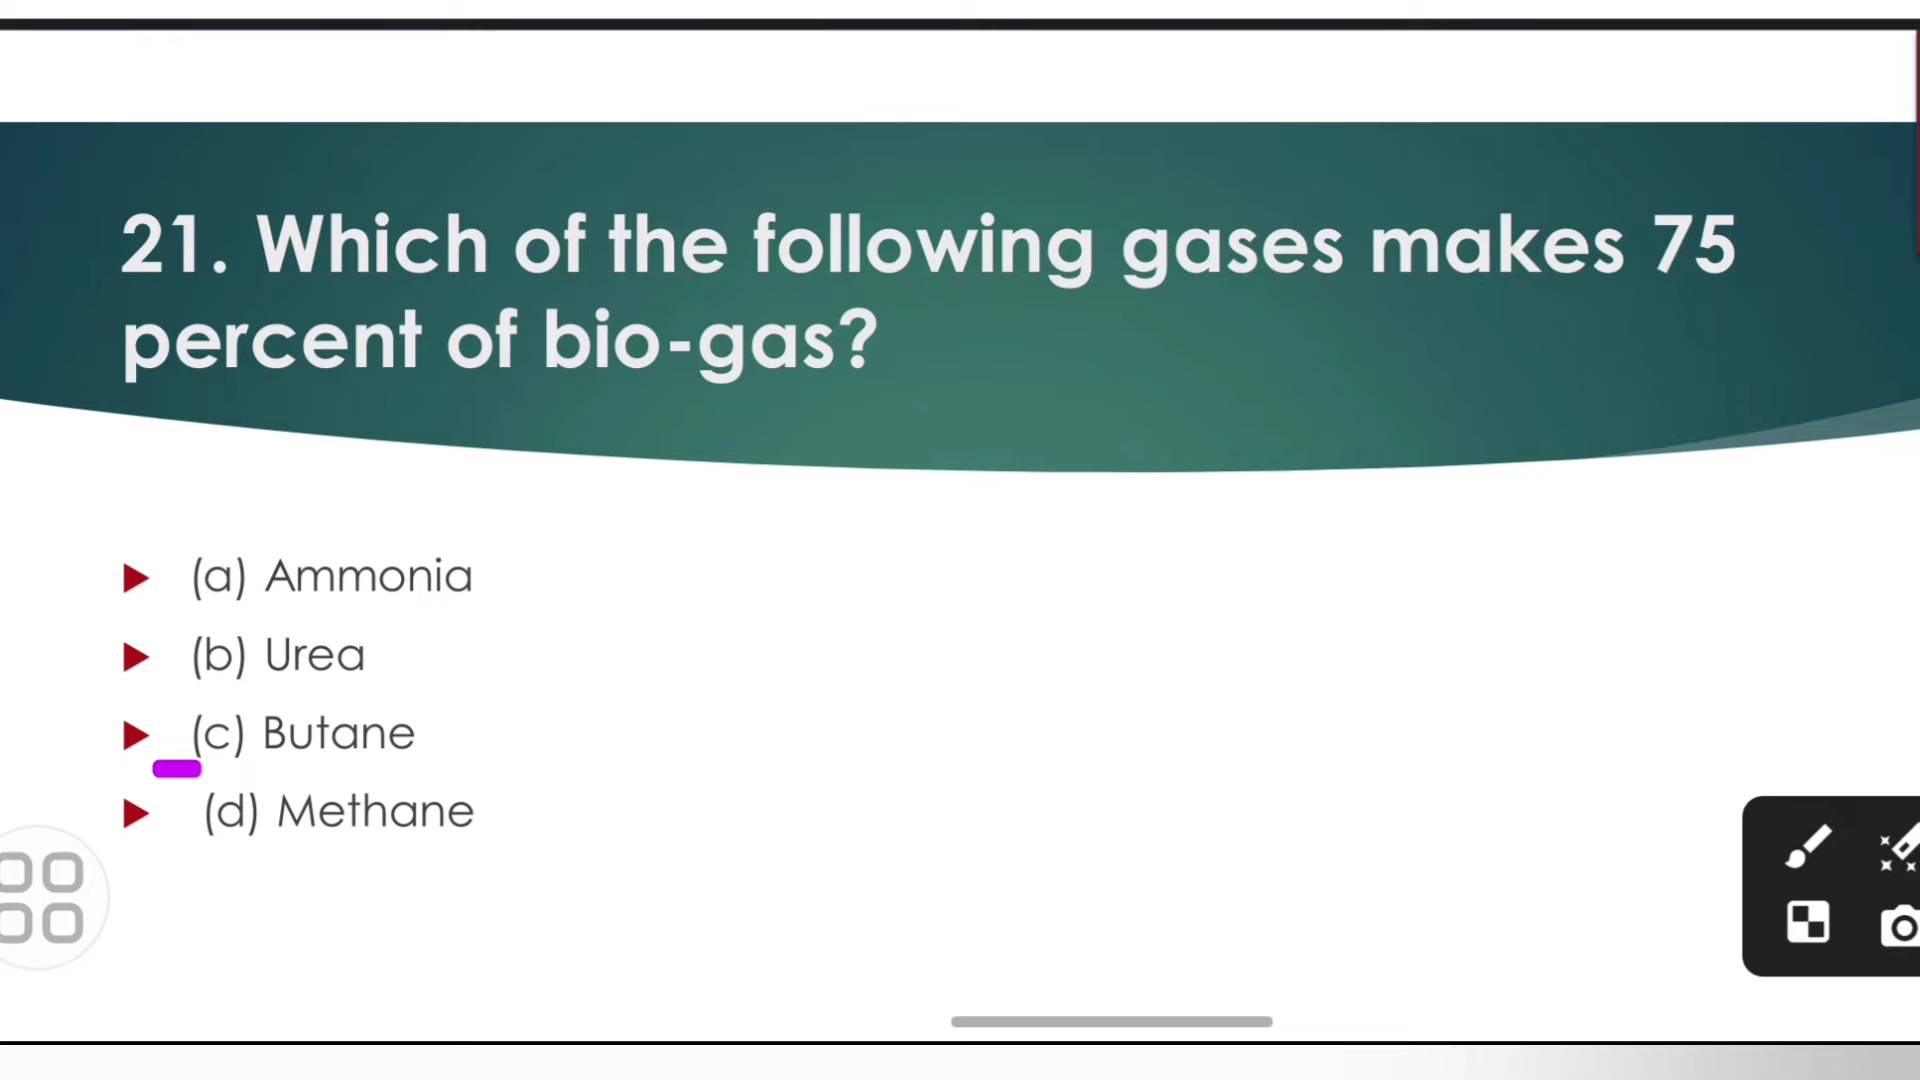 21. Which of the following gases makes 75
percent of bio-gas?
(a) Ammonia
(b) Urea
(c) Butane
(d) Methane